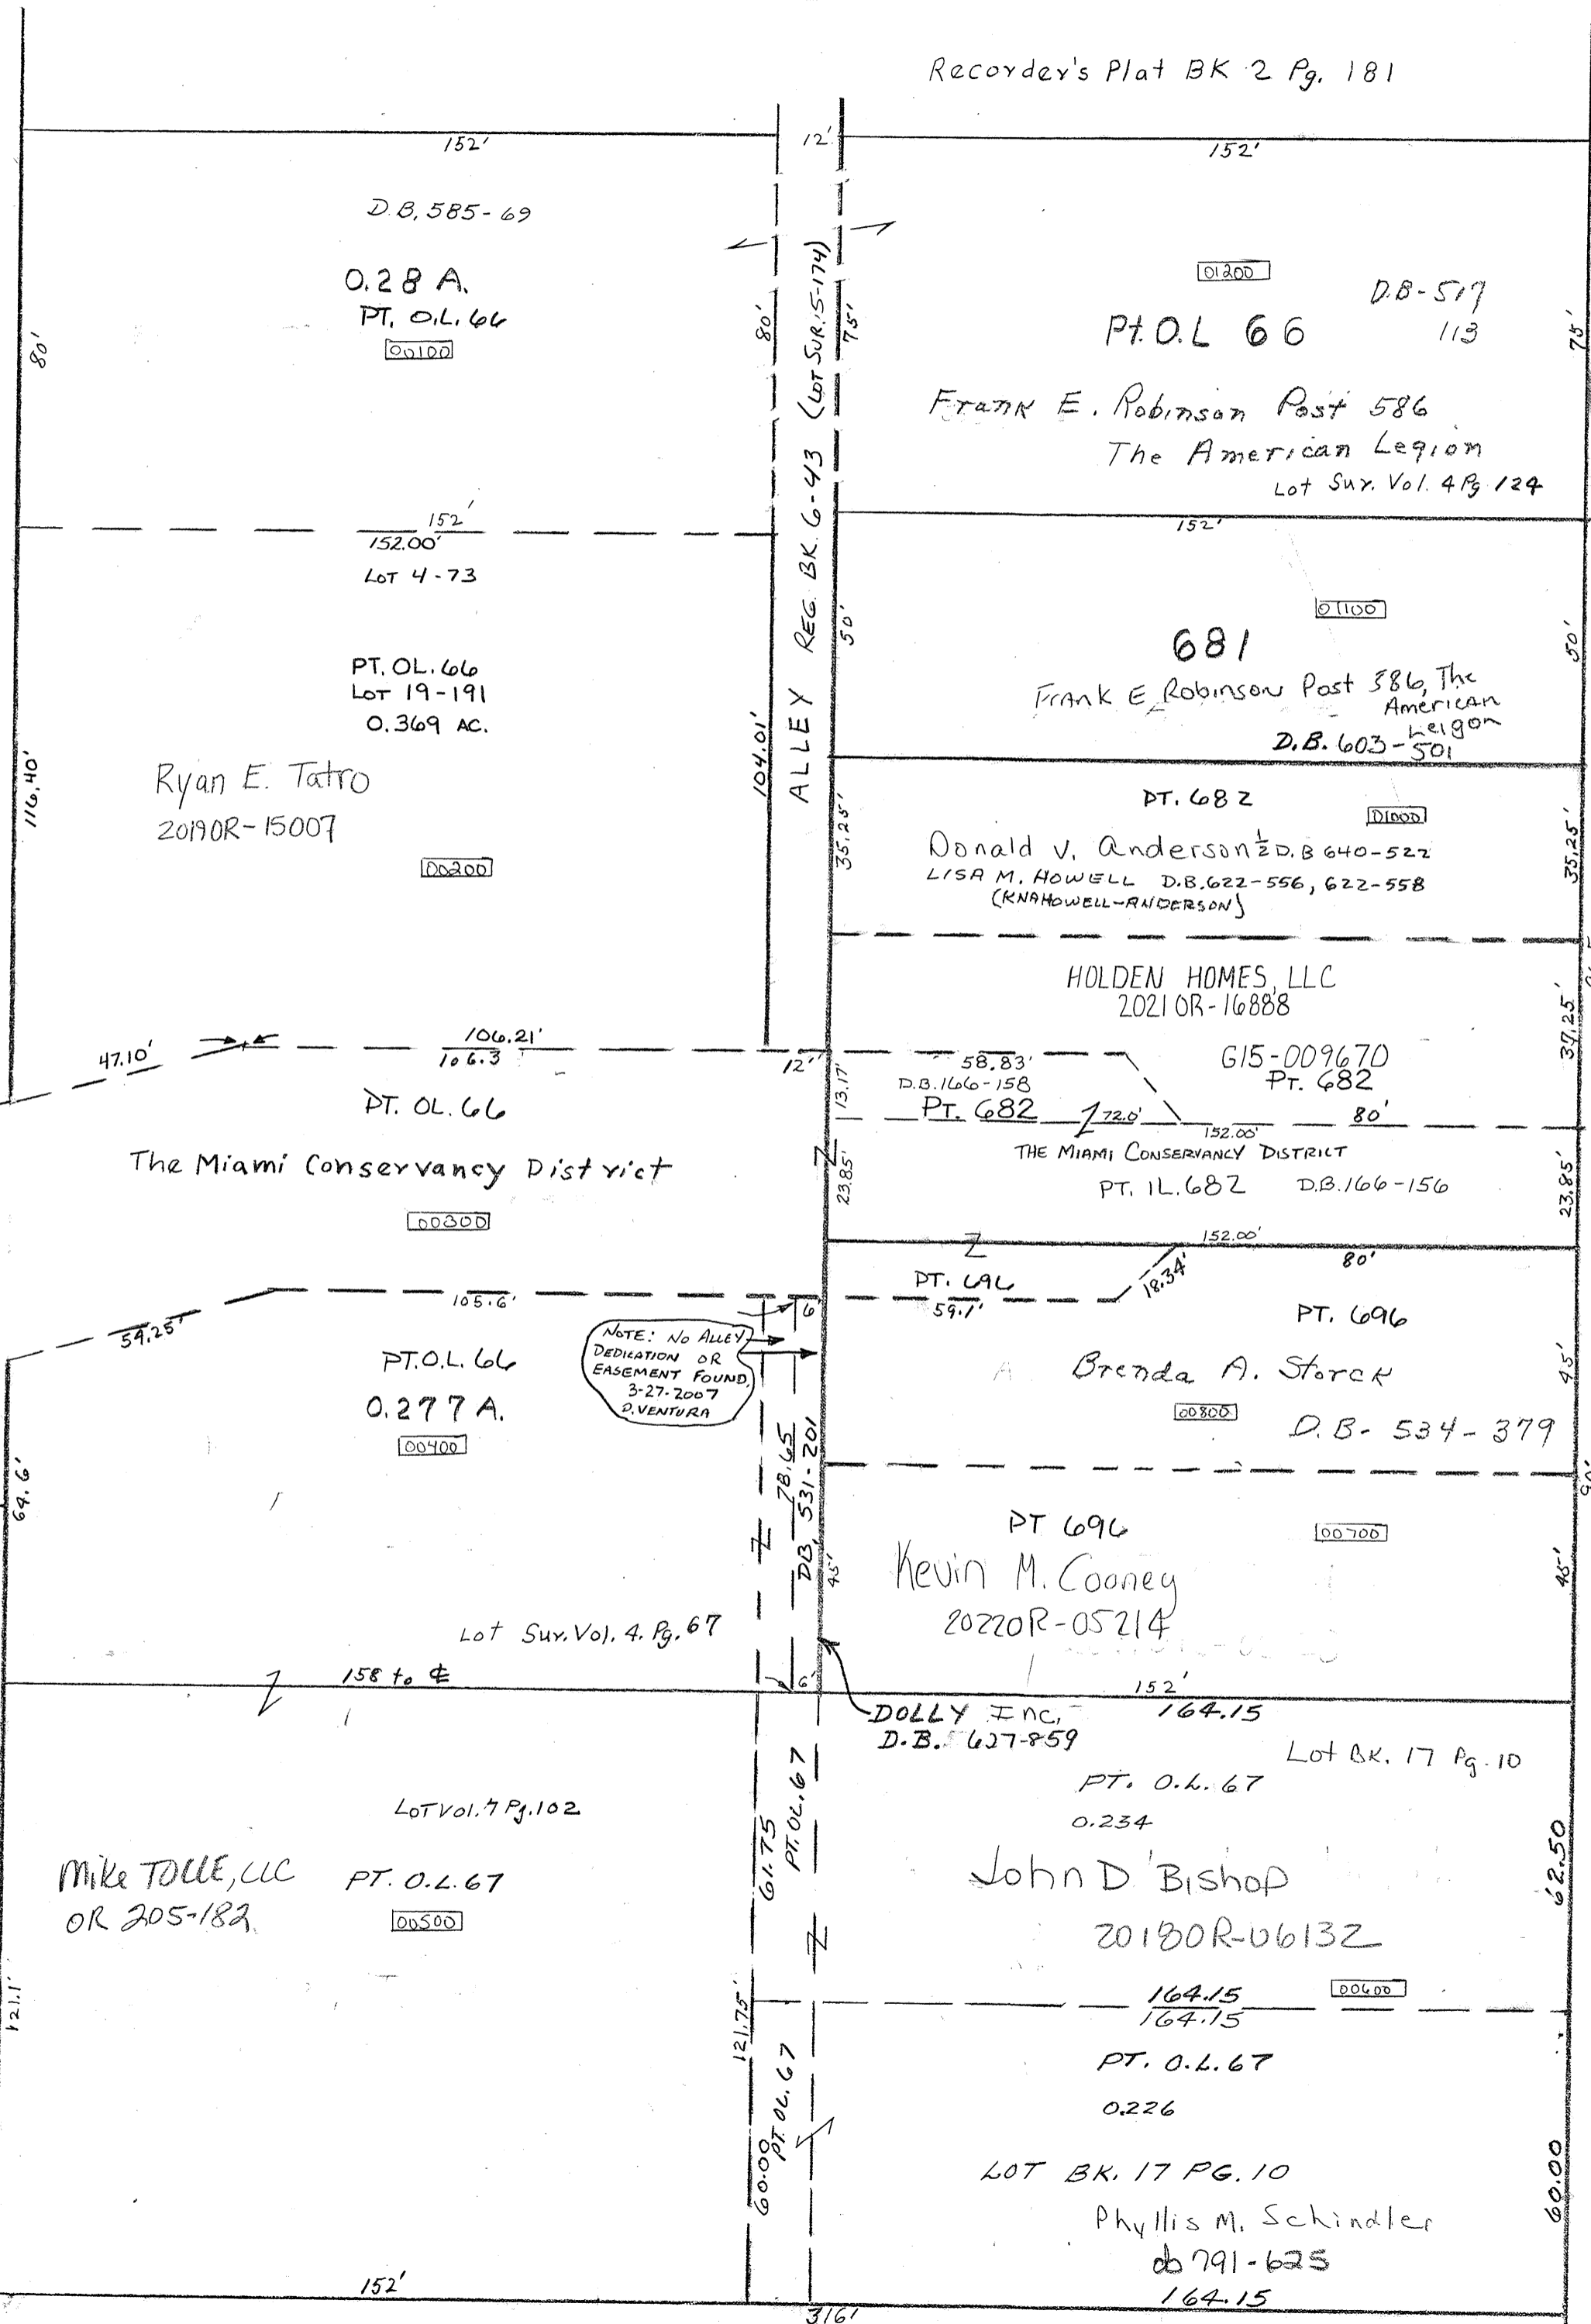 Recorder's Plat BK 2 Pg. 181
152'
12'
152'
D.B. 585-69
0.28 A.
PT. O.L. 66
00100
80'
80'
ALLEY REG. BK. 6-43 (LOT SUR. 15-174)
75'
01200
D.B-517
113
Pt. O.L 66
75'
Frank E. Robinson Post 586
The American Legion
Lot Sur. Vol. 4 Pg 124
152'
152.00'
152'
LOT 4-73
PT. OL. 66
LOT 19-191
0.369 AC.
Ryan E. Tatro
2019OR-15007
00200
116.40'
104.01'
50'
01100
681
50'
Frank E Robinson Post 586, The
American
Leigon
D.B. 603-501
PT. 682
01000
35.25'
35.25'
Donald V. Anderson ½ D.B 640-522
LISA M. HOWELL D.B. 622-556, 622-558
(KNAHOWELL-ANDERSON)
HOLDEN HOMES, LLC
2021OR-16888
37.25'
G15-009670
PT. 682
47.10'
106.21'
106.3
12'
58.83'
13.17'
D.B. 166-158
PT. 682
72.0'
80'
152.00'
PT. OL. 66
The Miami Conservancy District
00300
THE MIAMI CONSERVANCY DISTRICT
PT. IL. 682 D.B. 166-156
23.85'
23.85'
152.00'
80'
PT. 696
18.34'
59.1'
54.25'
105.6'
6'
NOTE: NO ALLEY
DEDICATION OR
EASEMENT FOUND.
3-27-2007
D. VENTURA
PT. O.L. 66
0.277 A.
00400
PT. 696
Brenda A. Storck
00800
D.B- 534-379
45'
90'
64.6'
78.65
DB, 531-201
45'
PT 696
00700
Kevin M. Cooney
2022OR-05214
45'
Lot Sur. Vol. 4. Pg. 67
158 to ℄
6'
152'
164.15
DOLLY Inc,
D.B. 627-859
Lot BK. 17 Pg. 10
PT. O.L. 67
0.234
John D Bishop
2018OR-06132
00600
62.50
LOT Vol. 7 Pg. 102
Mike TOLLE, LLC
OR 205-182
PT. O.L. 67
00500
61.75
PT. OL. 67
121.1'
121.75'
164.15
164.15
PT. O.L. 67
0.226
60.00
PT. OL. 67
LOT BK. 17 PG. 10
Phyllis M. Schindler
db 791-625
60.00
152'
316'
164.15